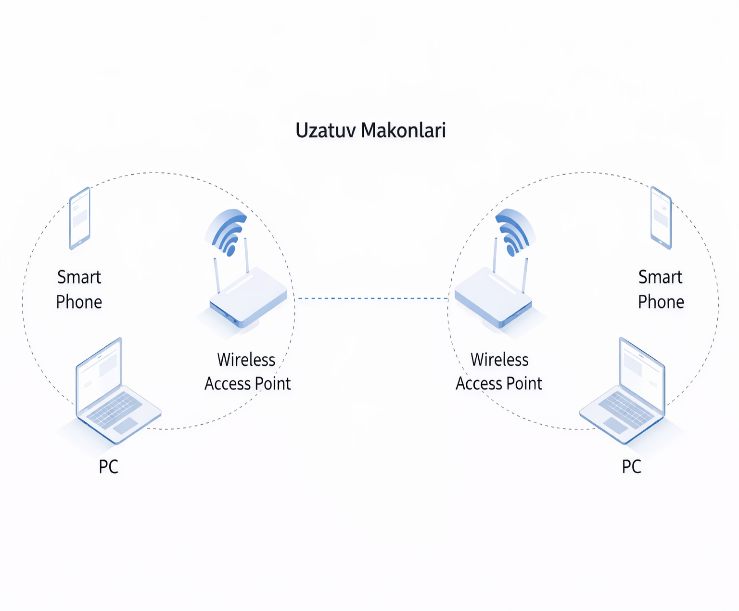 Uzatuv Makonlari
Smart
Phone
Wireless
Access Point
PC
Wireless
Access Point
Smart
Phone
PC